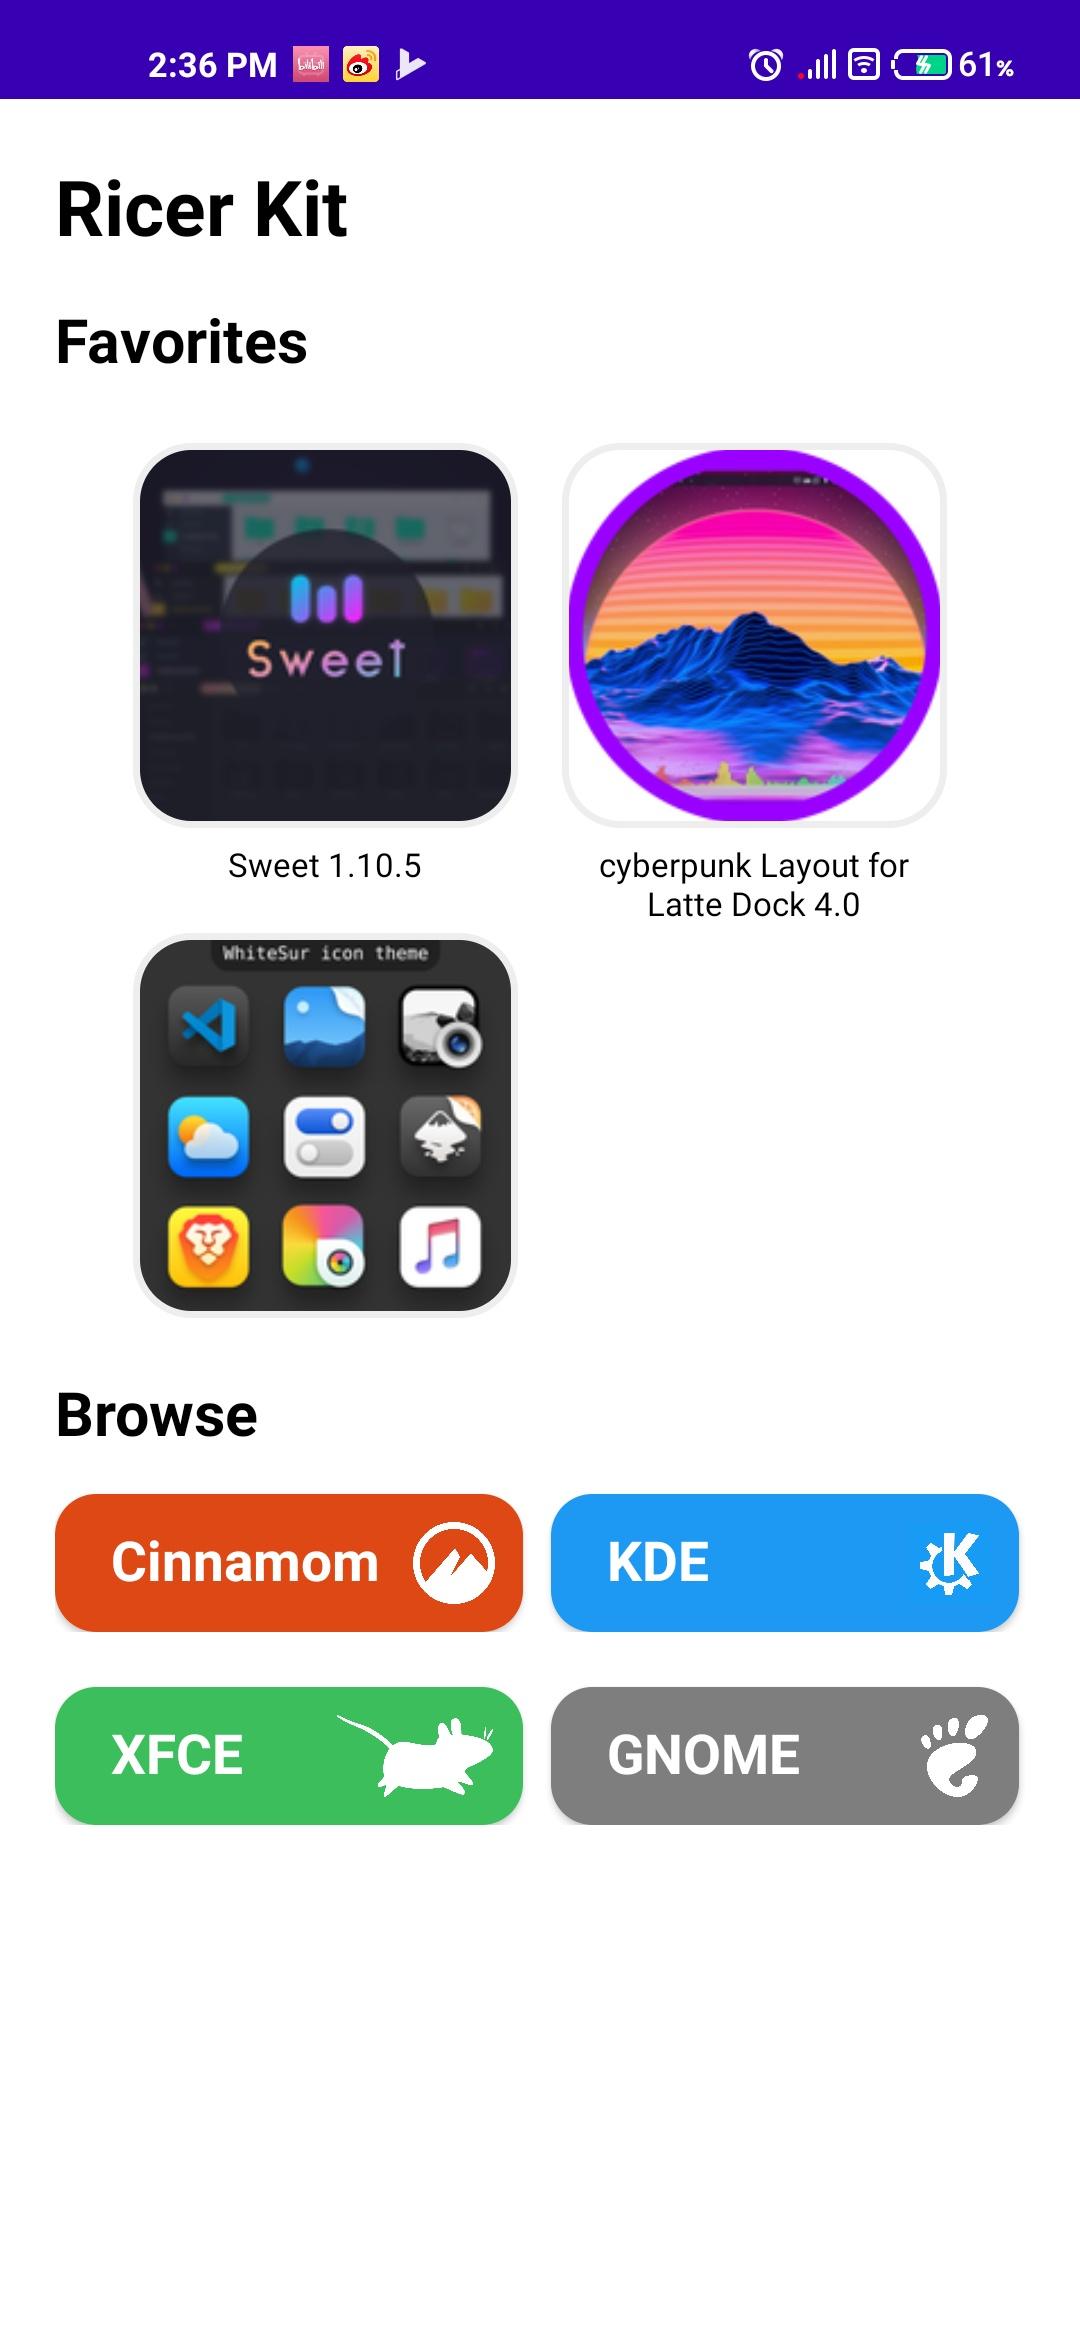 2:36 PM bilibili 61%
Ricer Kit
Favorites
Sweet
Sweet 1.10.5
cyberpunk Layout for
Latte Dock 4.0
WhiteSur icon theme
Browse
Cinnamom
KDE
XFCE
GNOME